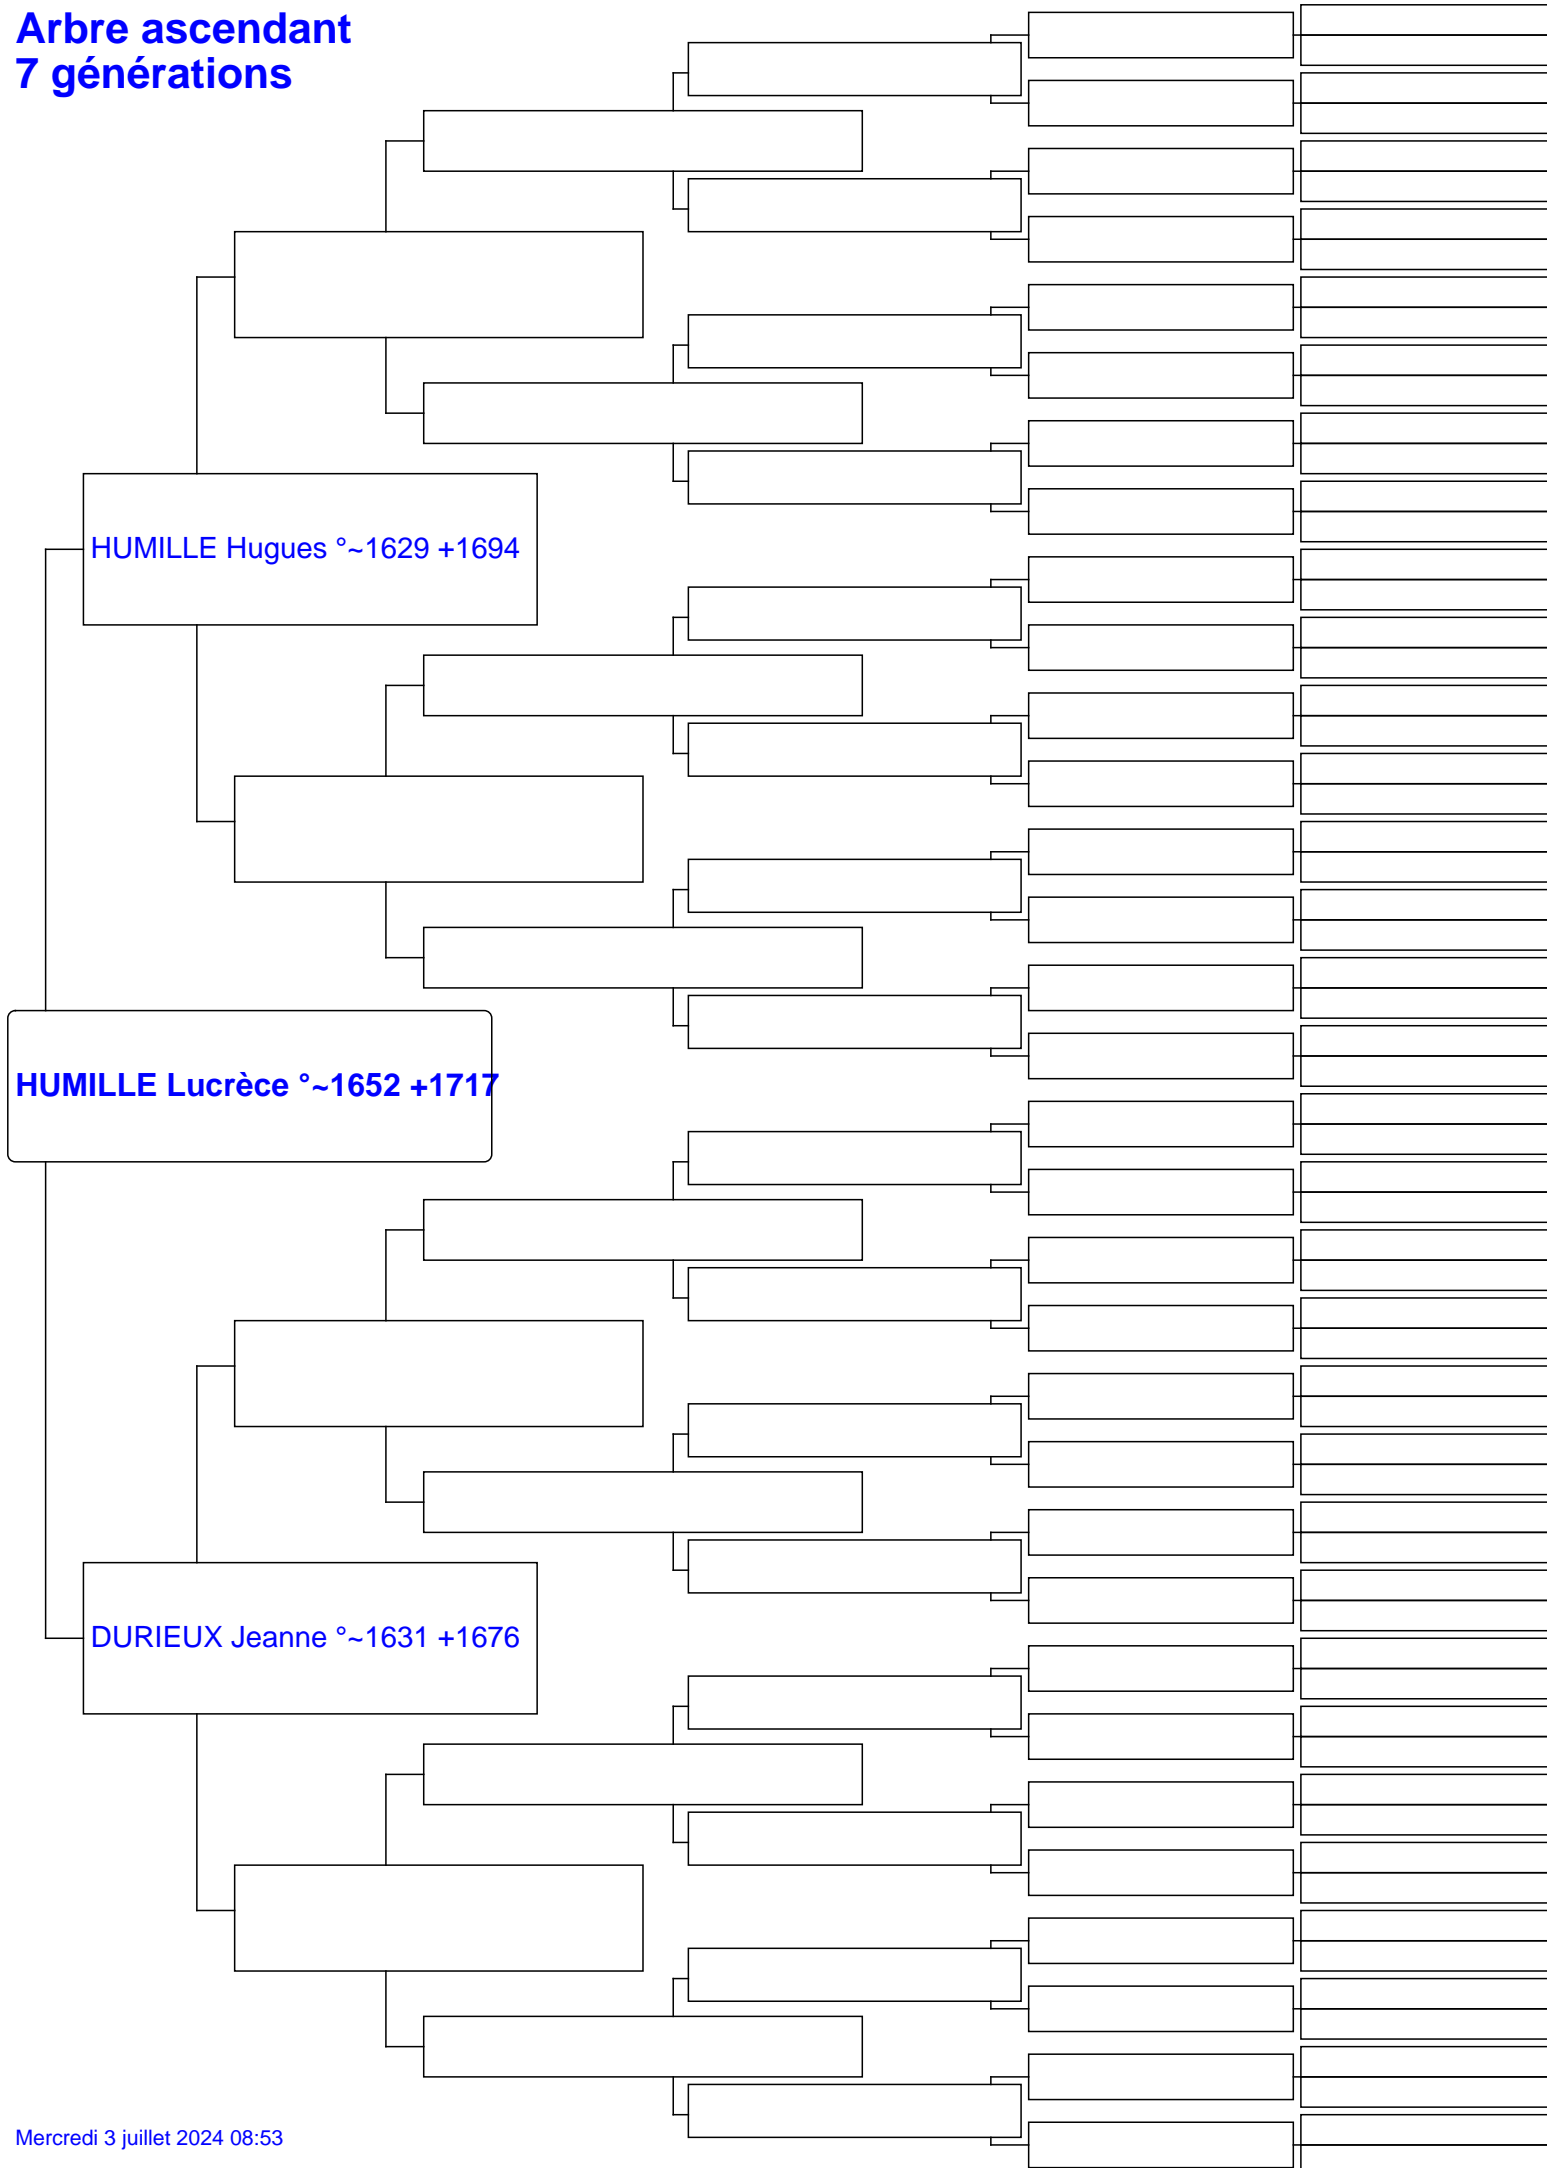 Arbre ascendant
7 générations
HUMILLE Hugues °~1629 +1694
HUMILLE Lucrèce °~1652 +1717
DURIEUX Jeanne °~1631 +1676
Mercredi 3 juillet 2024 08:53